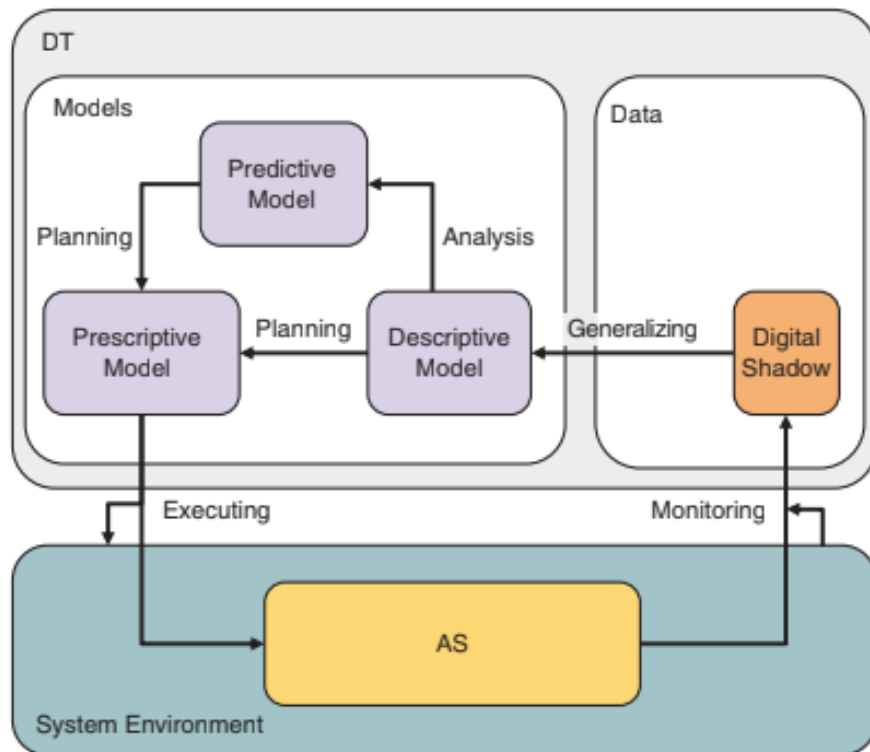 DT
Models
Data
Predictive
Model
Planning
Analysis
Prescriptive
Model
Planning
Descriptive
Model
Generalizing
Digital
Shadow
Executing
Monitoring
AS
System Environment